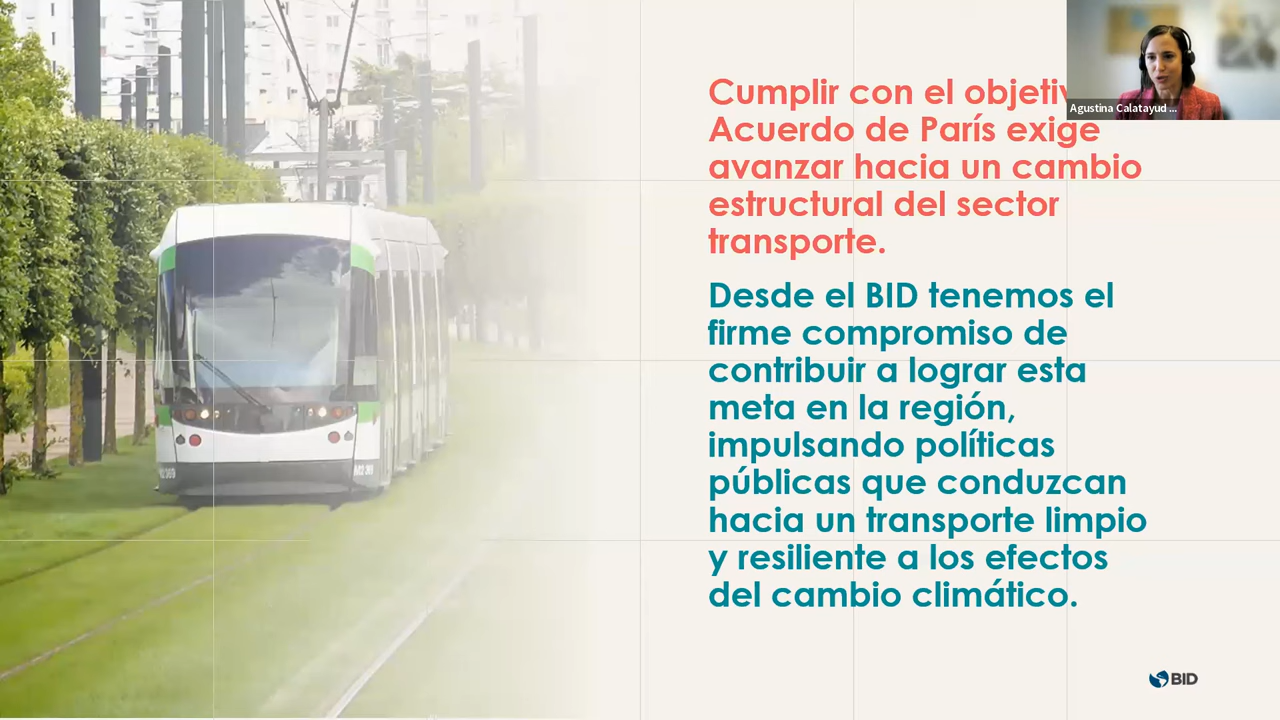 Cumplir con el
Acuerdo de París exige
avanzar hacia un cambio
estructural del sector
transporte.
Desde el BID tenemos el
firme compromiso de
contribuir a lograr esta
meta en la región,
impulsando políticas
públicas que conduzcan
hacia un transporte limpio
y resiliente a los efectos
del cambio climático.
Agustina Calatayud ...
BID